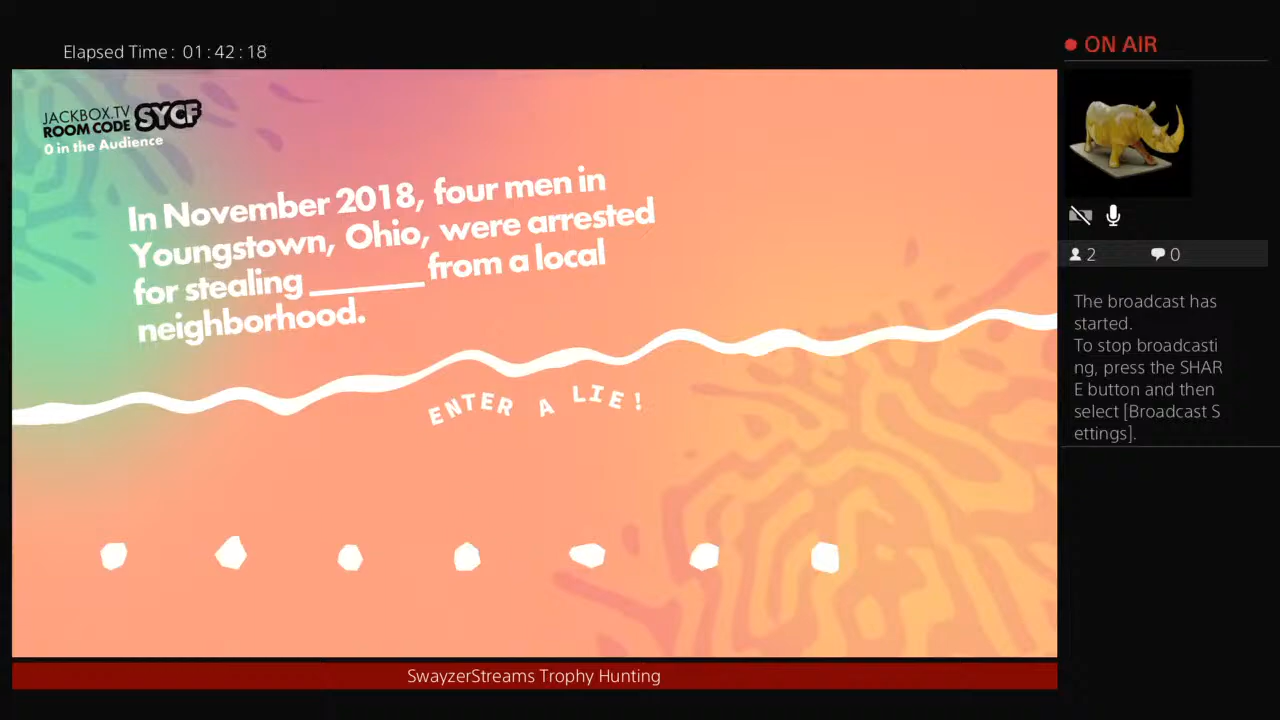 Elapsed Time: 01:42:18
ON AIR
JACKBOX.TV
ROOM CODE SYCF
0 in the Audience
In November 2018, four men in
Youngstown, Ohio, were arrested
for stealing ______ from a local
neighborhood.
ENTER A LIE!
2 0
The broadcast has
started.
To stop broadcasti
ng, press the SHAR
E button and then
select [Broadcast S
ettings].
SwayzerStreams Trophy Hunting